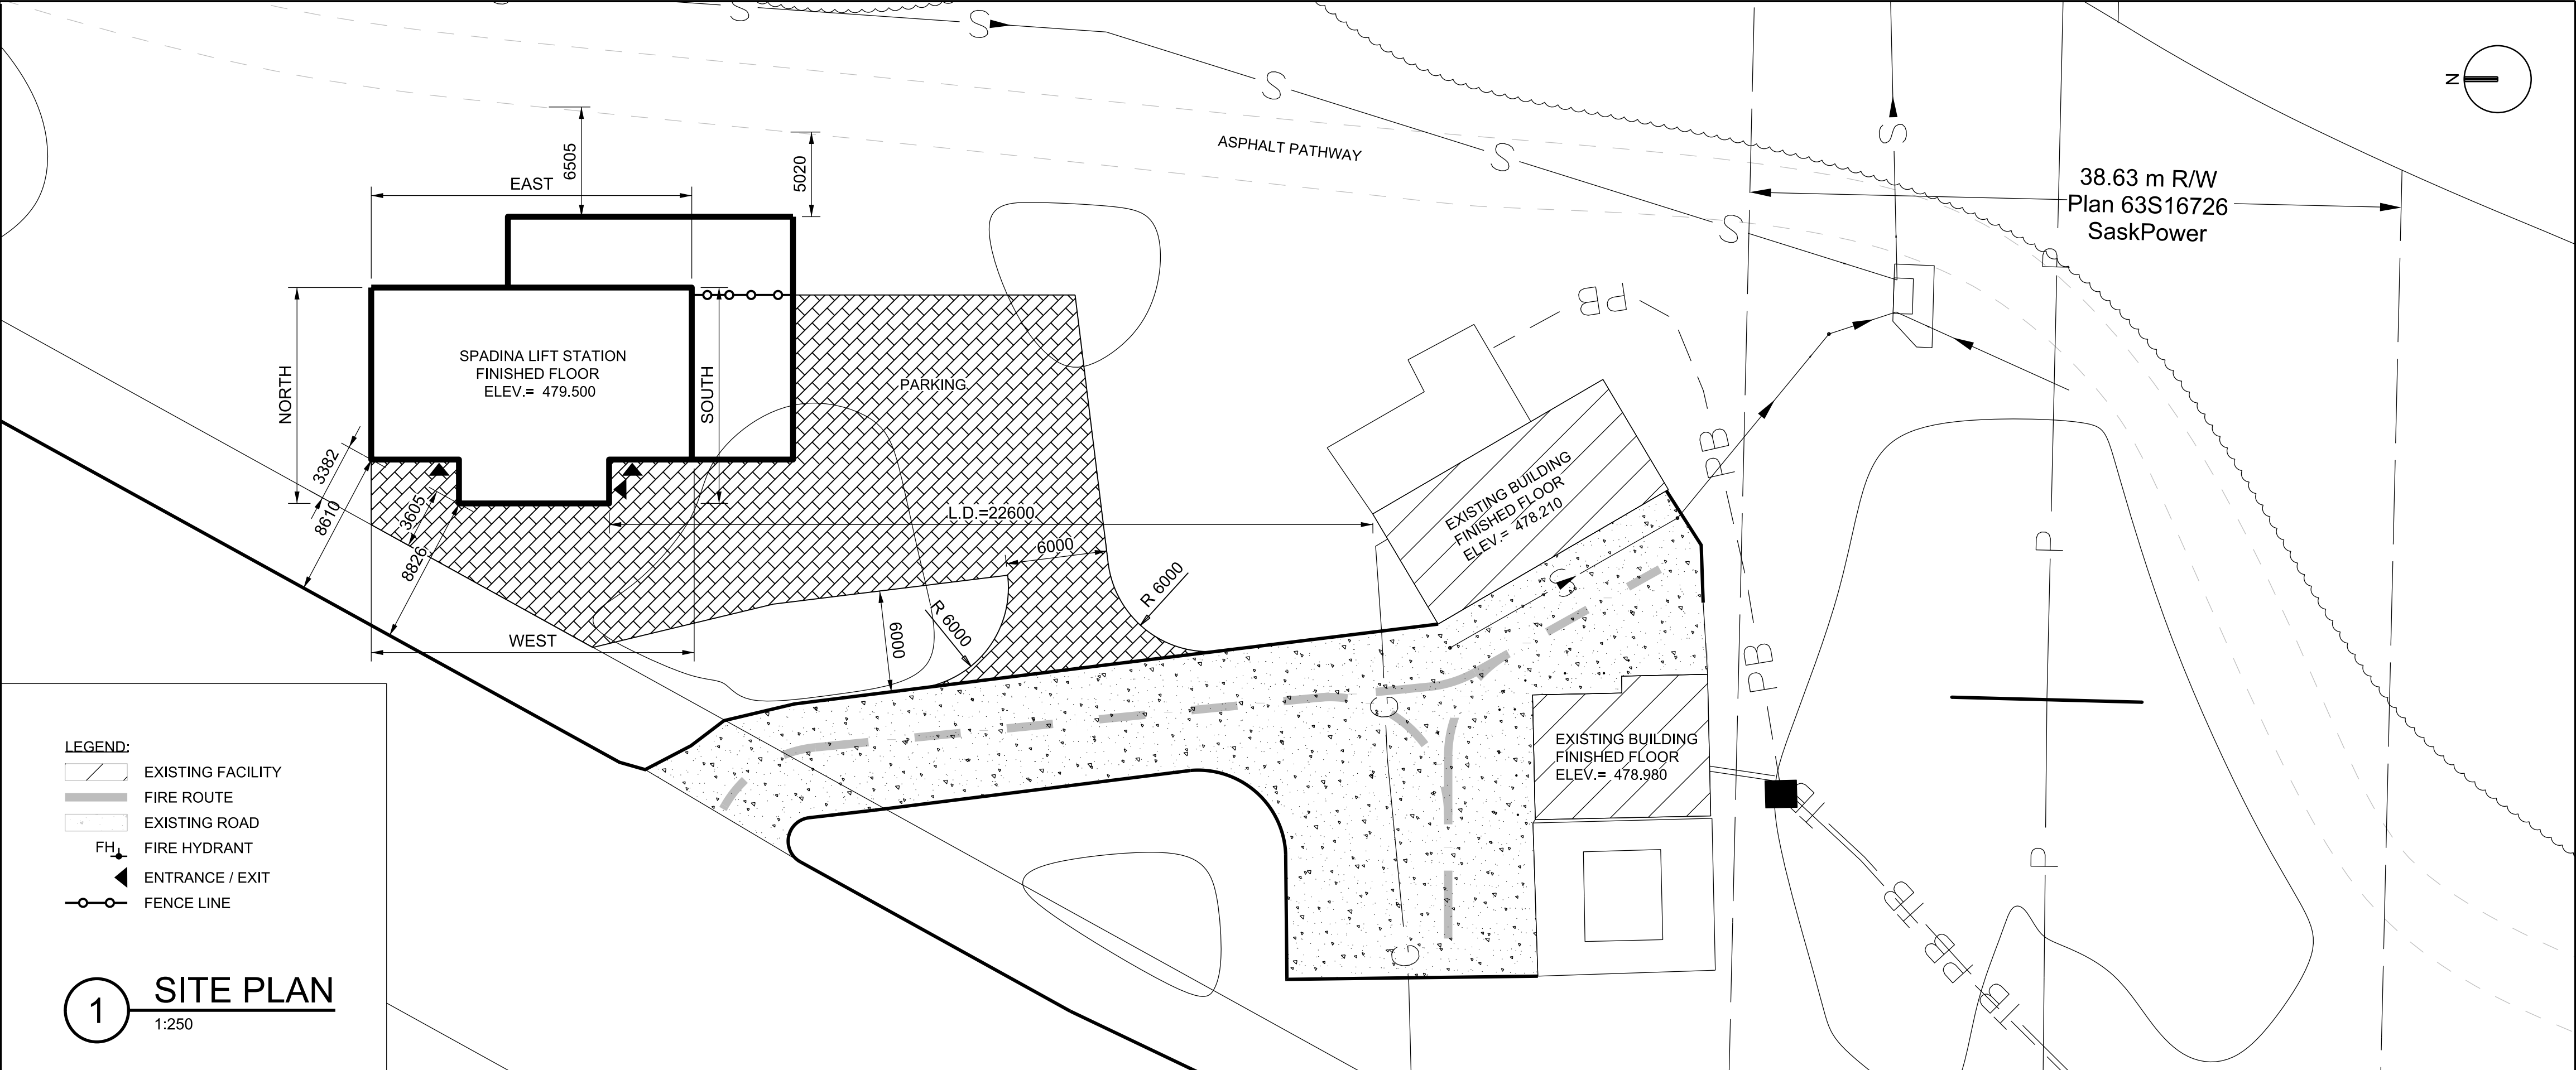 S
S
S
S
S
S
S
N
ASPHALT PATHWAY
38.63 m R/W
Plan 63S16726
SaskPower
6505
5020
EAST
NORTH
SOUTH
SPADINA LIFT STATION
FINISHED FLOOR
ELEV.= 479.500
PARKING
3382
8610
3605
8826
WEST
L.D.=22600
6000
R 6000
R 6000
6000
EXISTING BUILDING
FINISHED FLOOR
ELEV.= 478.210
EXISTING BUILDING
FINISHED FLOOR
ELEV.= 478.980
PB
PB
PB
P
P
P
G
G
LEGEND:
EXISTING FACILITY
FIRE ROUTE
EXISTING ROAD
FH
FIRE HYDRANT
ENTRANCE / EXIT
FENCE LINE
1
SITE PLAN
1:250